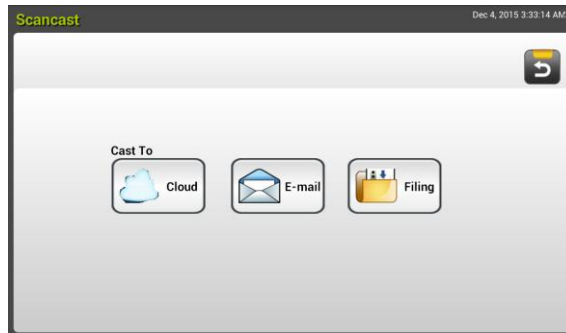 Scancast
Dec 4, 2015 3:33:14 AM
Cast To
Cloud
E-mail
Filing